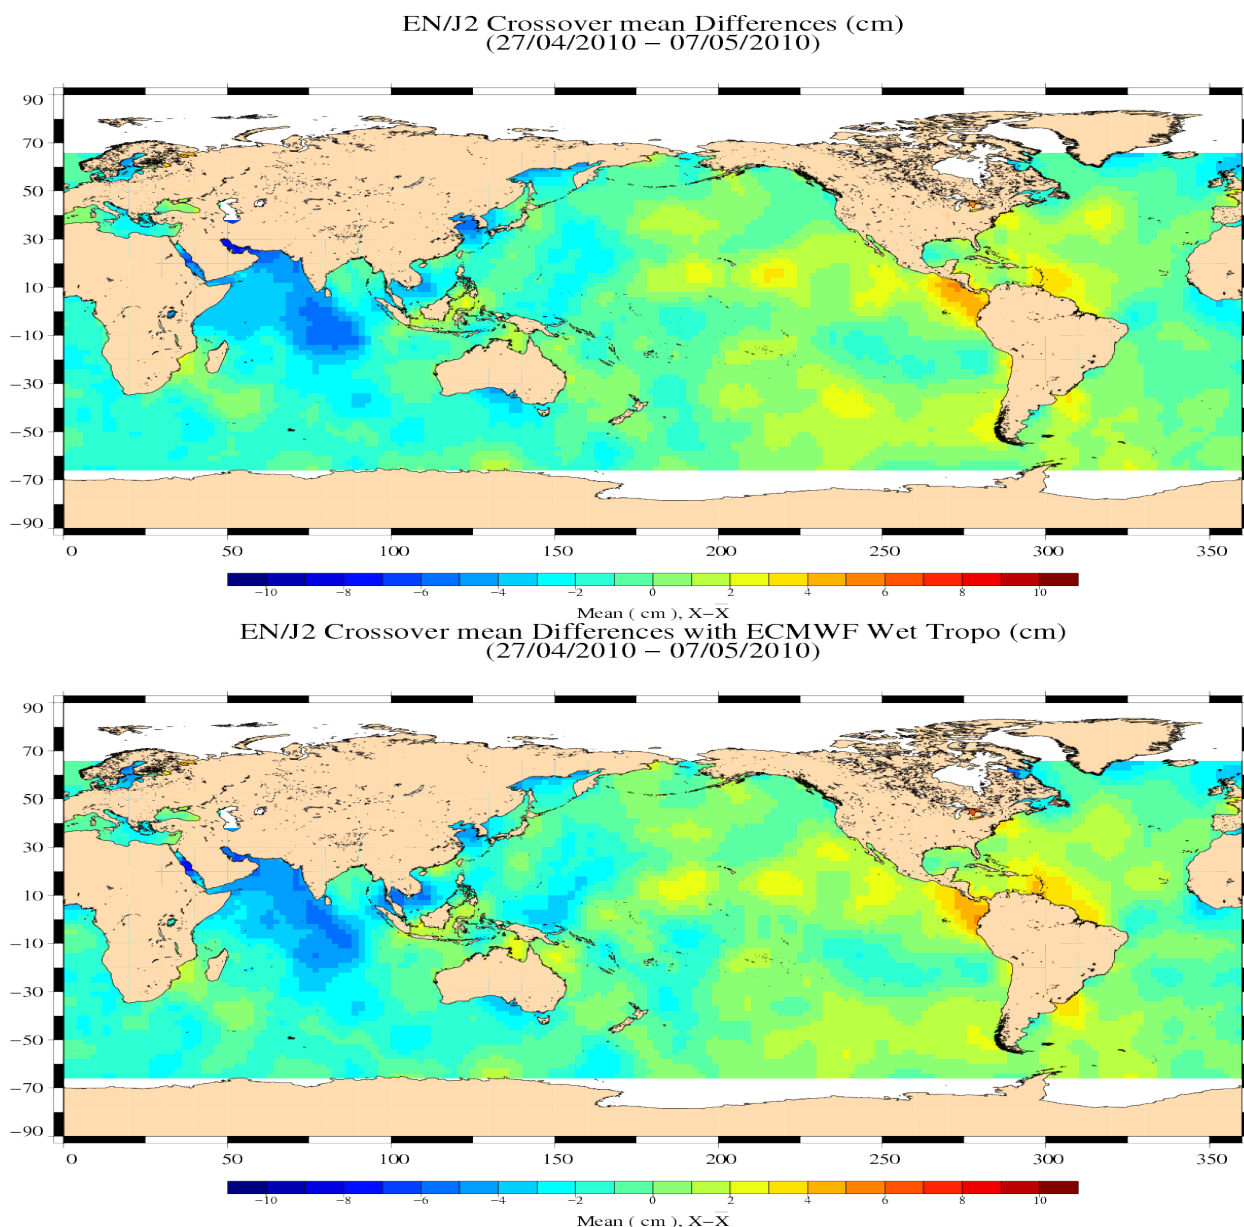 EN/J2 Crossover mean Differences (cm)
(27/04/2010 − 07/05/2010)
90
70
50
30
10
−10
−30
−50
−70
−90
0 50 100 150 200 250 300 350
−10 −8 −6 −4 −2 0 2 4 6 8 10
Mean ( cm ), X−X̅
EN/J2 Crossover mean Differences with ECMWF Wet Tropo (cm)
(27/04/2010 − 07/05/2010)
90
70
50
30
10
−10
−30
−50
−70
−90
0 50 100 150 200 250 300 350
−10 −8 −6 −4 −2 0 2 4 6 8 10
Mean ( cm ), X−X̅